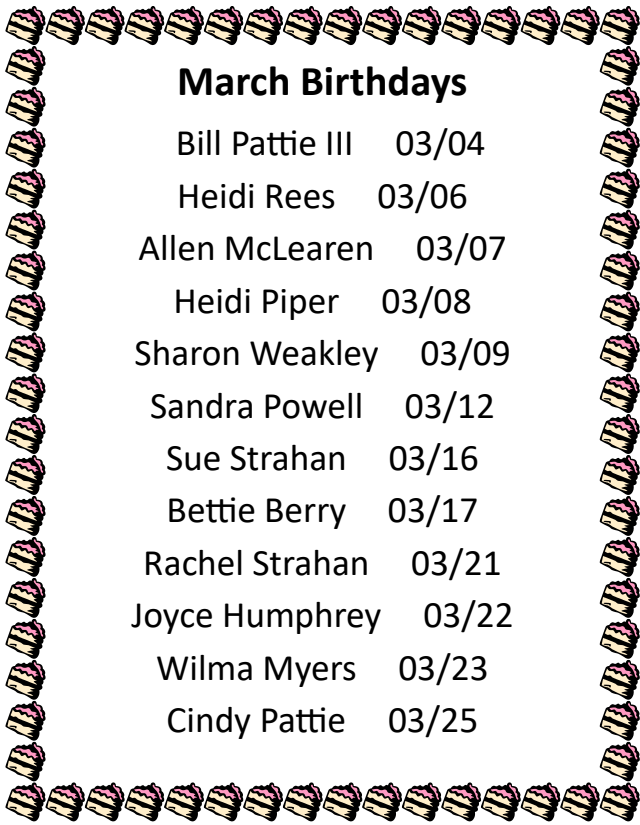 March Birthdays
Bill Pattie III 03/04
Heidi Rees 03/06
Allen McLearen 03/07
Heidi Piper 03/08
Sharon Weakley 03/09
Sandra Powell 03/12
Sue Strahan 03/16
Bettie Berry 03/17
Rachel Strahan 03/21
Joyce Humphrey 03/22
Wilma Myers 03/23
Cindy Pattie 03/25